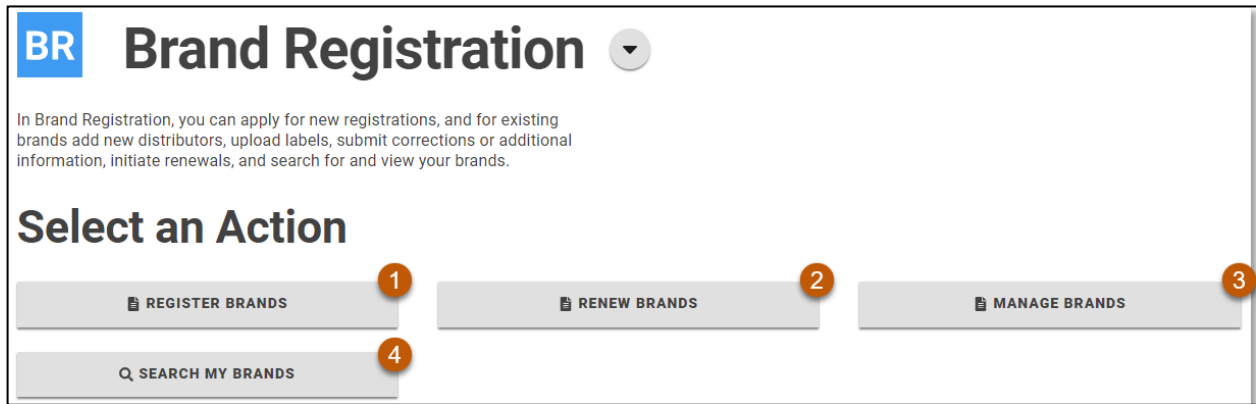 BR Brand Registration
In Brand Registration, you can apply for new registrations, and for existing
brands add new distributors, upload labels, submit corrections or additional
information, initiate renewals, and search for and view your brands.
Select an Action
1 2 3
REGISTER BRANDS RENEW BRANDS MANAGE BRANDS
4
SEARCH MY BRANDS